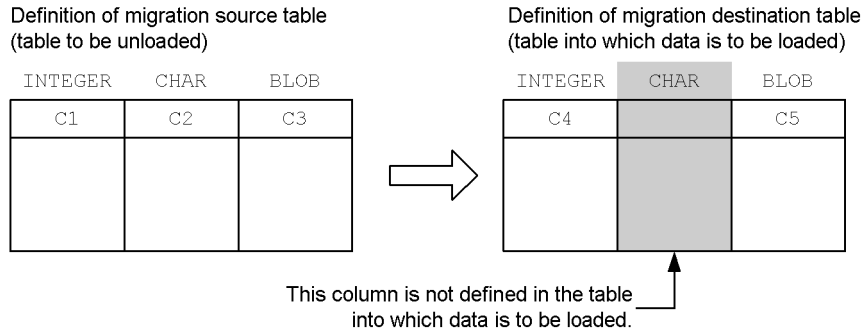 Definition of migration source table
(table to be unloaded)
Definition of migration destination table
(table into which data is to be loaded)
INTEGER CHAR BLOB
INTEGER CHAR BLOB
C1 C2 C3
C4 C5
This column is not defined in the table
into which data is to be loaded.